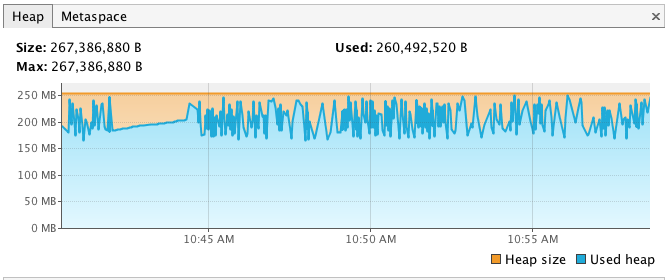 Heap Metaspace ×
Size: 267,386,880 B Used: 260,492,520 B
Max: 267,386,880 B
250 MB
200 MB
150 MB
100 MB
50 MB
0 MB
10:45 AM 10:50 AM 10:55 AM
Heap size Used heap